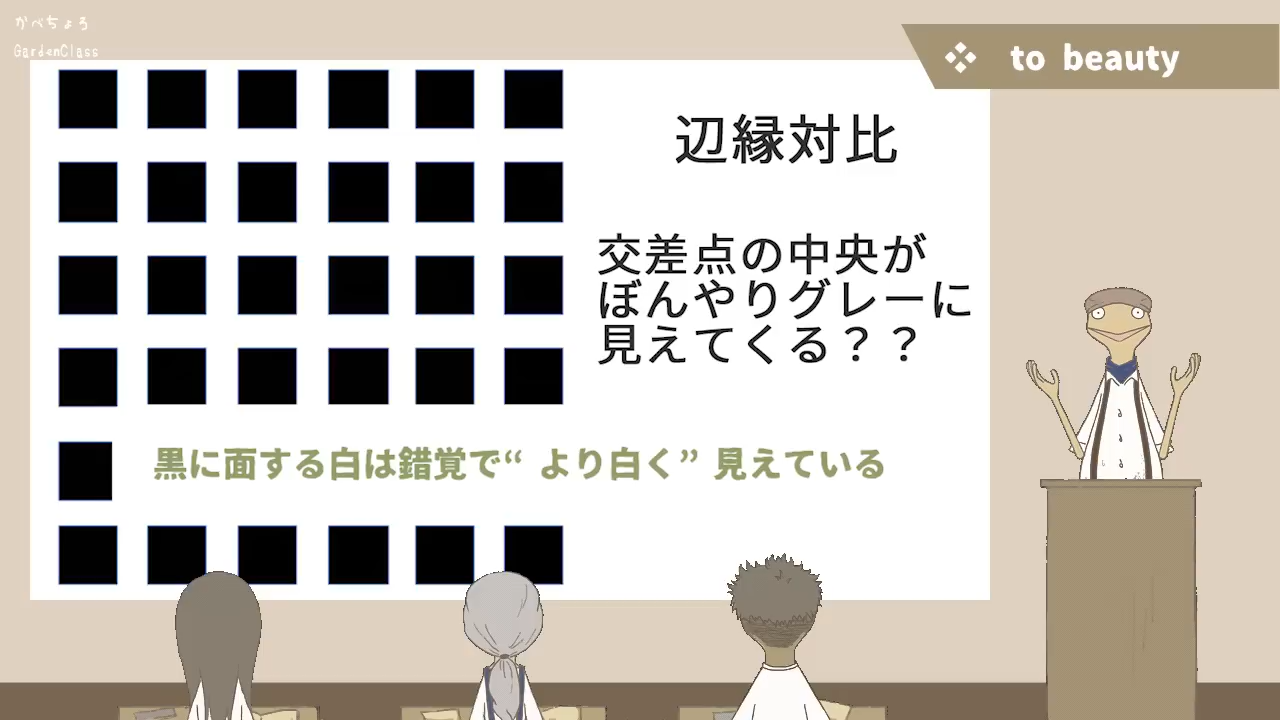 かべちょろ
GardenClass
to beauty
辺縁対比
交差点の中央が
ぼんやりグレーに
見えてくる？？
黒に面する白は錯覚で“ より白く” 見えている